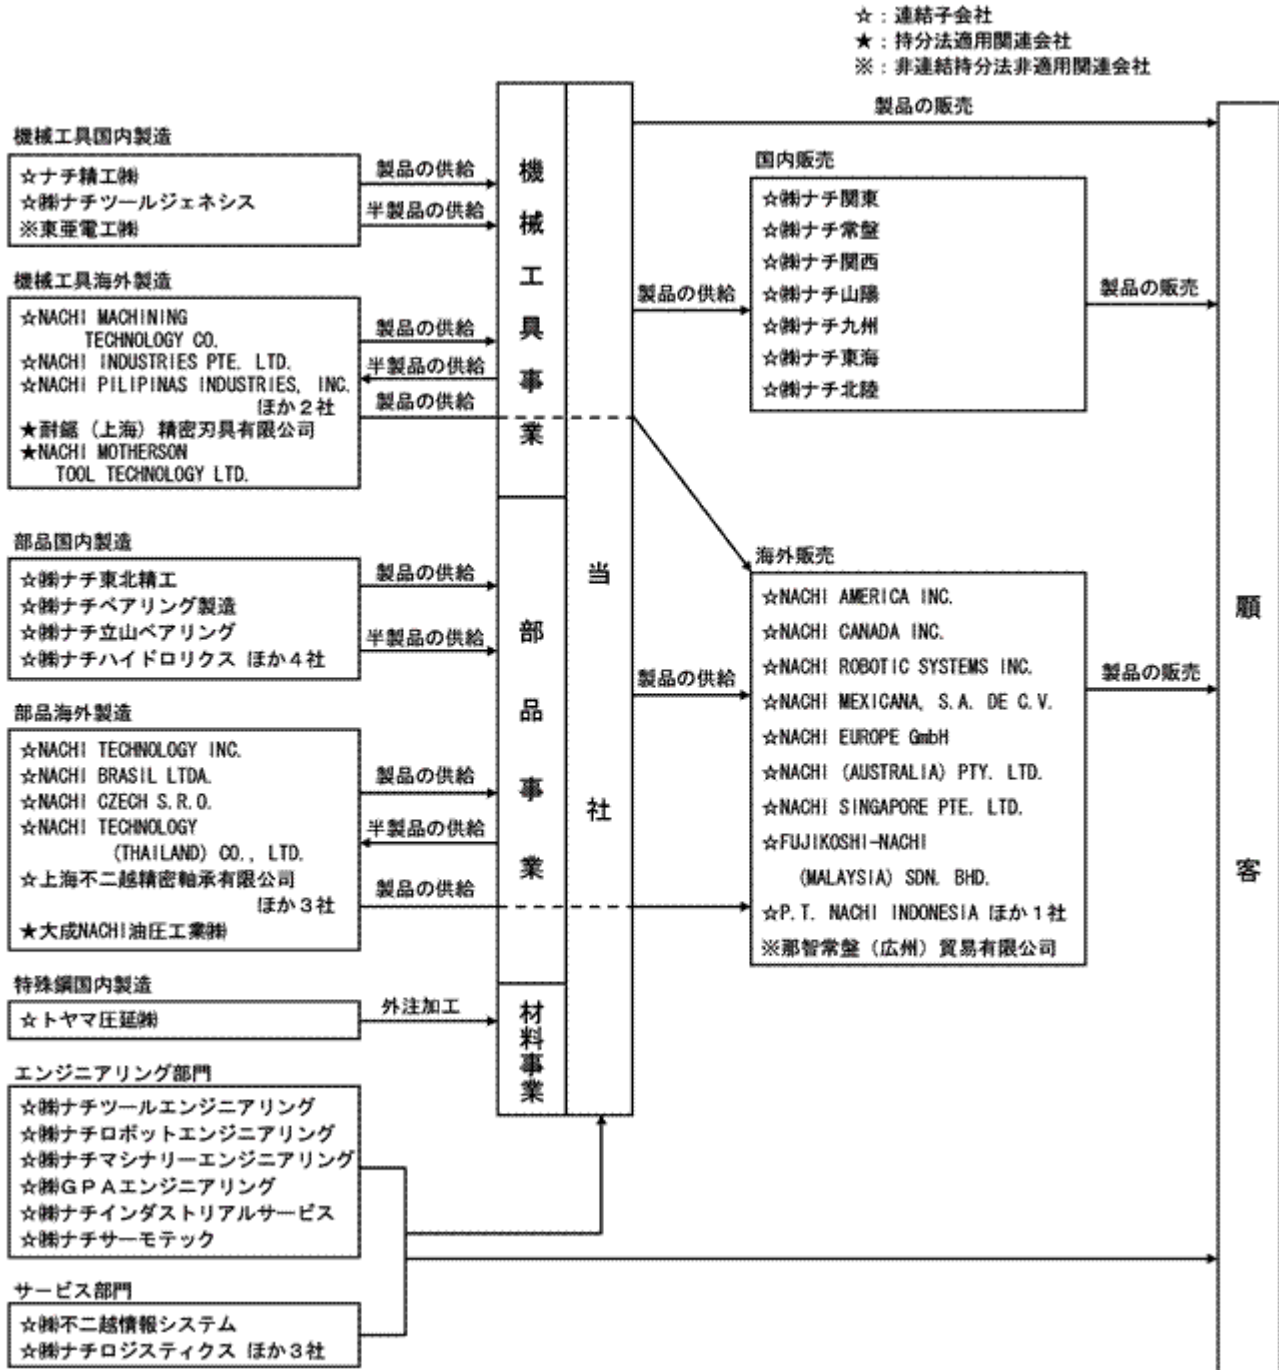 ☆：連結子会社
★：持分法適用関連会社
※：非連結持分法非適用関連会社
機械工具国内製造
☆ナチ精工㈱
☆㈱ナチツールジェネシス
※東亜電工㈱
製品の供給
半製品の供給
機械工具海外製造
☆NACHI MACHINING
TECHNOLOGY CO.
☆NACHI INDUSTRIES PTE. LTD.
☆NACHI PILIPINAS INDUSTRIES, INC.
ほか２社
★耐鋸（上海）精密刃具有限公司
★NACHI MOTHERSON
TOOL TECHNOLOGY LTD.
製品の供給
半製品の供給
製品の供給
部品国内製造
☆㈱ナチ東北精工
☆㈱ナチベアリング製造
☆㈱ナチ立山ベアリング
☆㈱ナチハイドロリクス ほか４社
製品の供給
半製品の供給
部品海外製造
☆NACHI TECHNOLOGY INC.
☆NACHI BRASIL LTDA.
☆NACHI CZECH S.R.O.
☆NACHI TECHNOLOGY
(THAILAND) CO., LTD.
☆上海不二越精密軸承有限公司
ほか３社
★大成NACHI油圧工業㈱
製品の供給
半製品の供給
製品の供給
特殊鋼国内製造
☆トヤマ圧延㈱
外注加工
エンジニアリング部門
☆㈱ナチツールエンジニアリング
☆㈱ナチロボットエンジニアリング
☆㈱ナチマシナリーエンジニアリング
☆㈱ＧＰＡエンジニアリング
☆㈱ナチインダストリアルサービス
☆㈱ナチサーモテック
サービス部門
☆㈱不二越情報システム
☆㈱ナチロジスティクス ほか３社
機械工具事業
部品事業
材料事業
当社
製品の販売
国内販売
☆㈱ナチ関東
☆㈱ナチ常盤
☆㈱ナチ関西
☆㈱ナチ山陽
☆㈱ナチ九州
☆㈱ナチ東海
☆㈱ナチ北陸
製品の供給
製品の販売
海外販売
☆NACHI AMERICA INC.
☆NACHI CANADA INC.
☆NACHI ROBOTIC SYSTEMS INC.
☆NACHI MEXICANA, S.A. DE C.V.
☆NACHI EUROPE GmbH
☆NACHI (AUSTRALIA) PTY. LTD.
☆NACHI SINGAPORE PTE. LTD.
☆FUJIKOSHI-NACHI
(MALAYSIA) SDN. BHD.
☆P.T. NACHI INDONESIA ほか１社
※那智常盤（広州）貿易有限公司
製品の供給
製品の販売
顧客